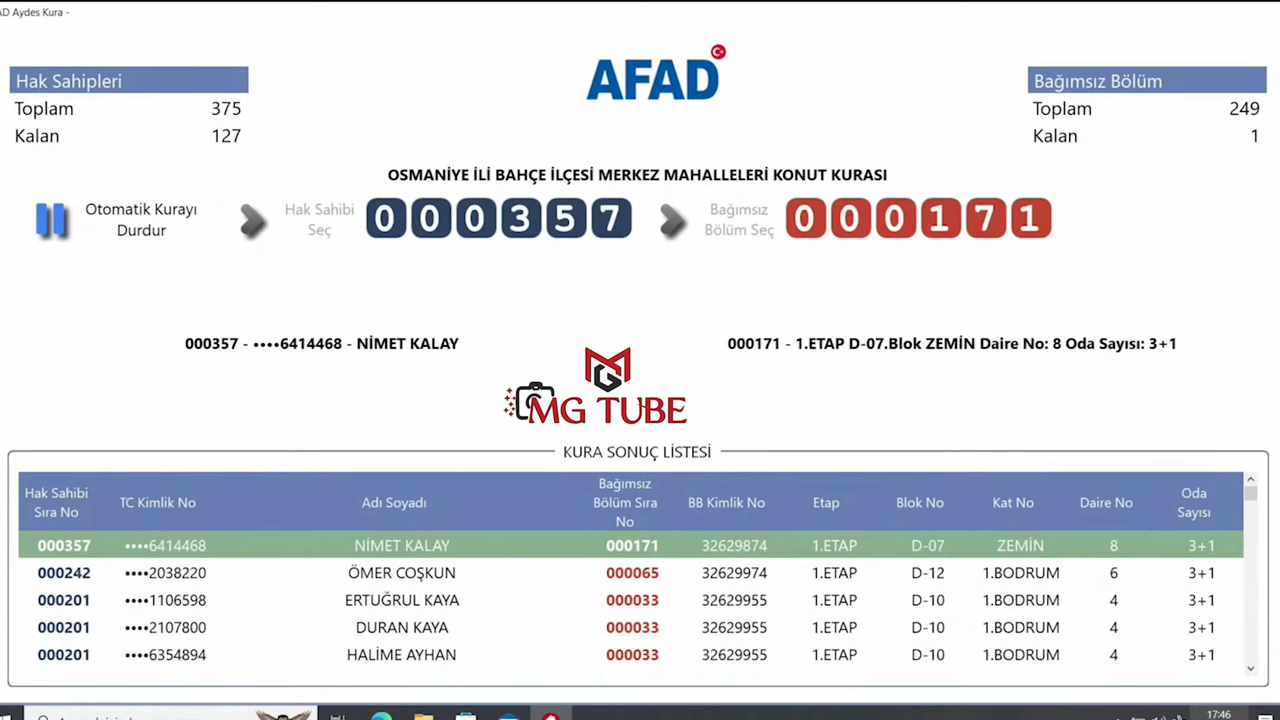 AD Aydes Kura -
Hak Sahipleri
Toplam 375
Kalan 127
AFAD
Bağımsız Bölüm
Toplam 249
Kalan 1
OSMANİYE İLİ BAHÇE İLÇESİ MERKEZ MAHALLELERİ KONUT KURASI
Otomatik Kurayı
Durdur
Hak Sahibi
Seç
000357
Bağımsız
Bölüm Seç
000171
000357 - ••••6414468 - NİMET KALAY
000171 - 1.ETAP D-07.Blok ZEMİN Daire No: 8 Oda Sayısı: 3+1
MG TUBE
KURA SONUÇ LİSTESİ
Hak Sahibi Sıra No TC Kimlik No Adı Soyadı Bağımsız Bölüm Sıra No BB Kimlik No Etap Blok No Kat No Daire No Oda Sayısı
000357 ••••6414468 NİMET KALAY 000171 32629874 1.ETAP D-07 ZEMİN 8 3+1
000242 ••••2038220 ÖMER COŞKUN 000065 32629974 1.ETAP D-12 1.BODRUM 6 3+1
000201 ••••1106598 ERTUĞRUL KAYA 000033 32629955 1.ETAP D-10 1.BODRUM 4 3+1
000201 ••••2107800 DURAN KAYA 000033 32629955 1.ETAP D-10 1.BODRUM 4 3+1
000201 ••••6354894 HALİME AYHAN 000033 32629955 1.ETAP D-10 1.BODRUM 4 3+1
17:46